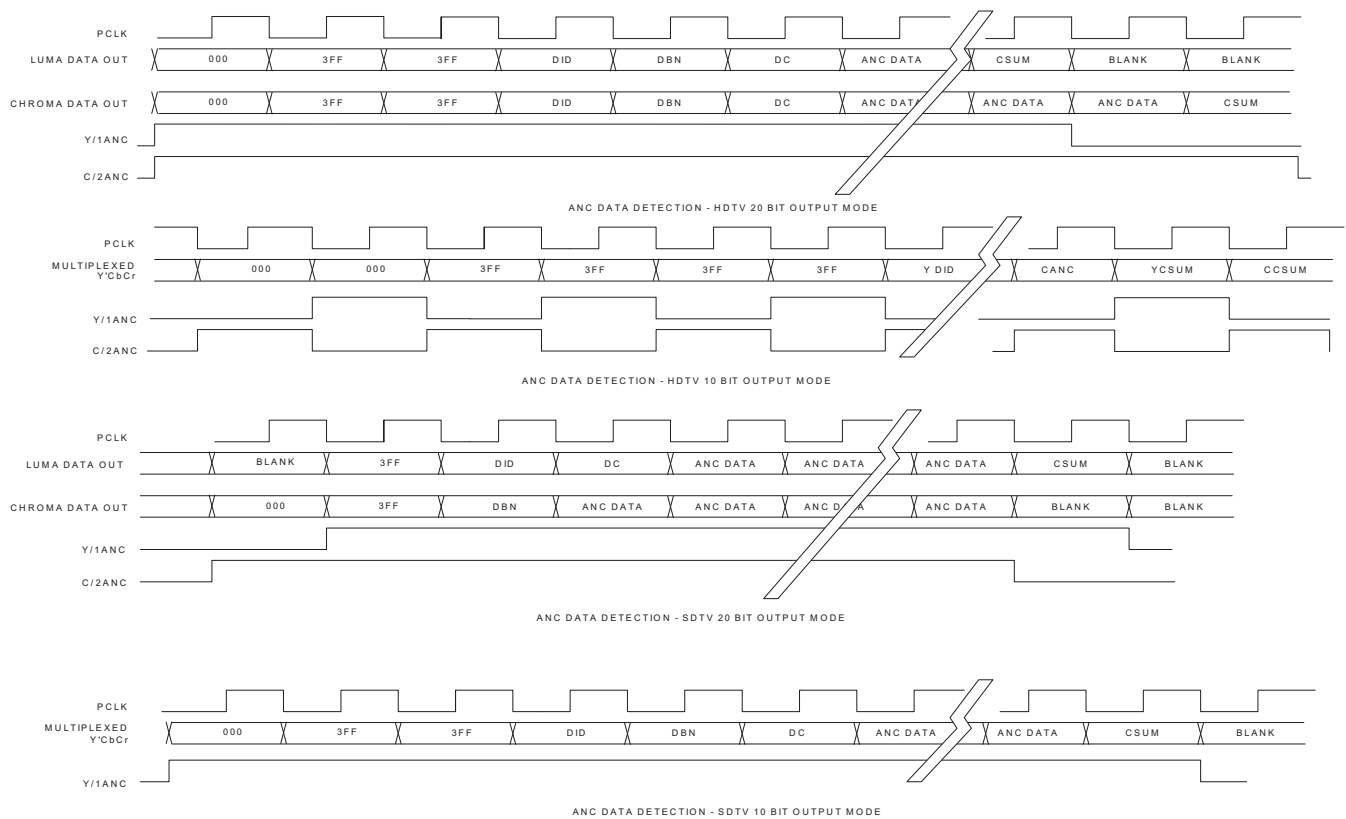 PCLK
LUMA DATA OUT 000 3FF 3FF DID DBN DC ANC DATA CSUM BLANK BLANK
CHROMA DATA OUT 000 3FF 3FF DID DBN DC ANC DATA ANC DATA ANC DATA CSUM
Y/1ANC
C/2ANC
ANC DATA DETECTION - HDTV 20 BIT OUTPUT MODE
PCLK
MULTIPLEXED
Y'CbCr
000 000 3FF 3FF 3FF 3FF Y DID CANC YCSUM CCSUM
Y/1ANC
C/2ANC
ANC DATA DETECTION - HDTV 10 BIT OUTPUT MODE
PCLK
LUMA DATA OUT BLANK 3FF DID DC ANC DATA ANC DATA ANC DATA CSUM BLANK
CHROMA DATA OUT 000 3FF DBN ANC DATA ANC DATA ANC DATA ANC DATA BLANK BLANK
Y/1ANC
C/2ANC
ANC DATA DETECTION - SDTV 20 BIT OUTPUT MODE
PCLK
MULTIPLEXED
Y'CbCr
000 3FF 3FF DID DBN DC ANC DATA ANC DATA CSUM BLANK
Y/1ANC
ANC DATA DETECTION - SDTV 10 BIT OUTPUT MODE